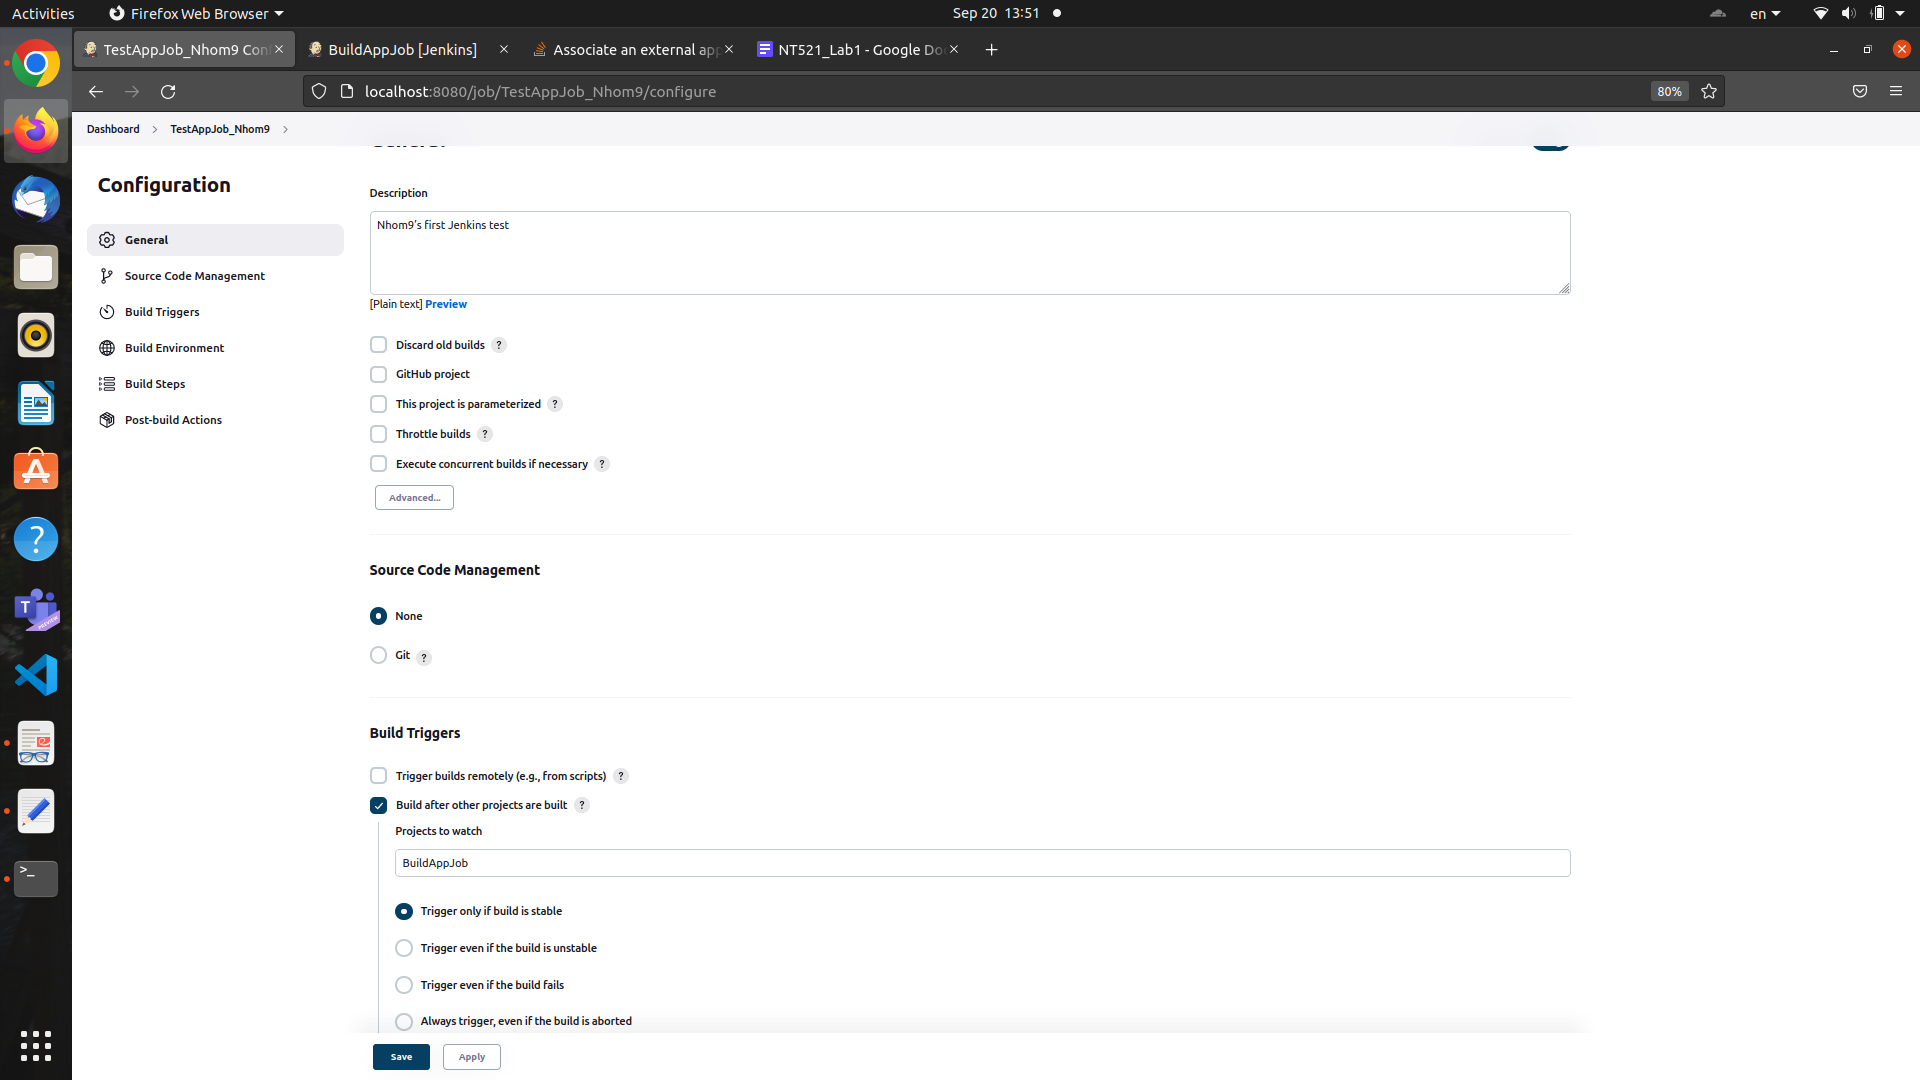 Activities
Firefox Web Browser
Sep 20 13:51
en
TestAppJob_Nhom9 Con
BuildAppJob [Jenkins]
Associate an external app
NT521_Lab1 - Google Do
localhost:8080/job/TestAppJob_Nhom9/configure
80%
Dashboard
TestAppJob_Nhom9
Configuration
General
Source Code Management
Build Triggers
Build Environment
Build Steps
Post-build Actions
General
Description
Nhom9's first Jenkins test
[Plain text] Preview
Discard old builds ?
GitHub project
This project is parameterized ?
Throttle builds ?
Execute concurrent builds if necessary ?
Advanced...
Source Code Management
None
Git ?
Build Triggers
Trigger builds remotely (e.g., from scripts) ?
Build after other projects are built ?
Projects to watch
BuildAppJob
Trigger only if build is stable
Trigger even if the build is unstable
Trigger even if the build fails
Always trigger, even if the build is aborted
Save
Apply